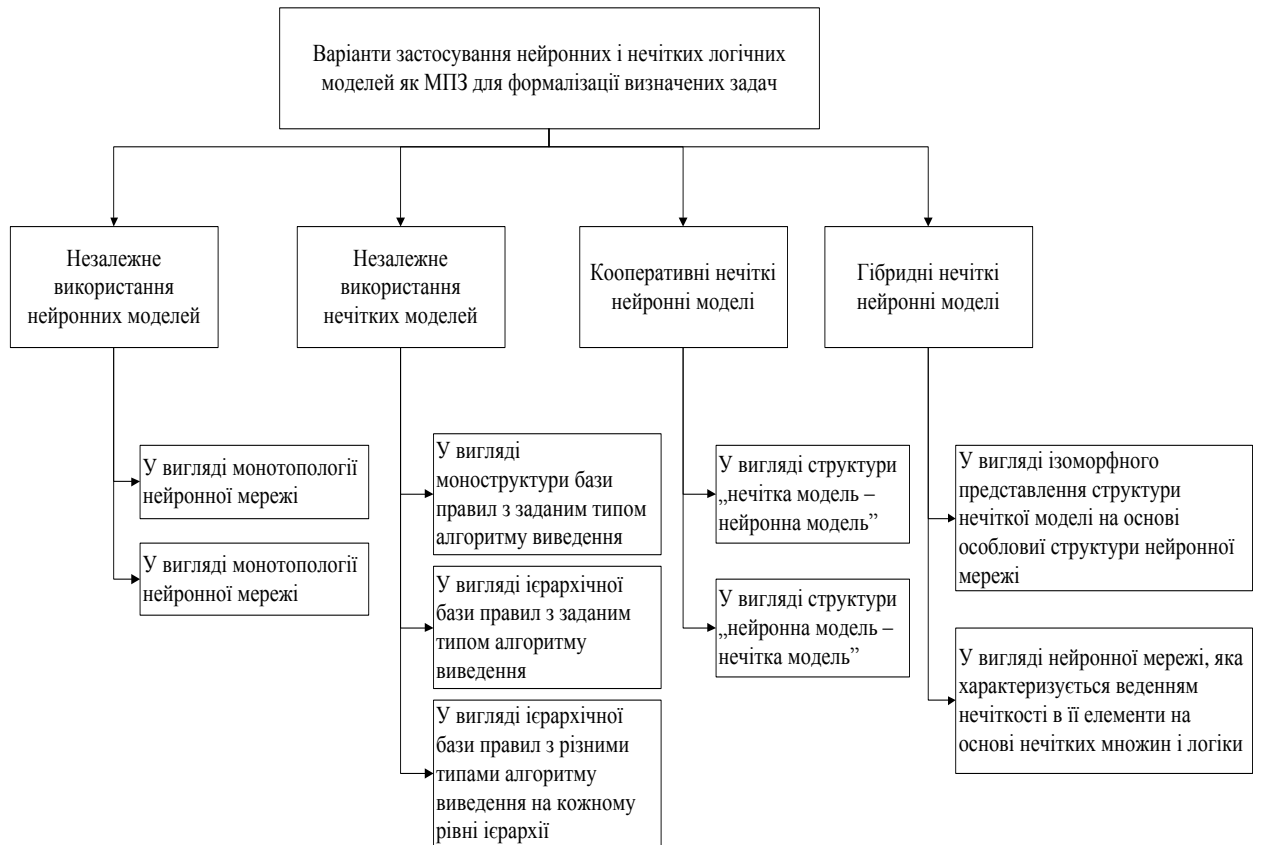 Варіанти застосування нейронних і нечітких логічних
моделей як МПЗ для формалізації визначених задач
Незалежне
використання
нейронних моделей
Незалежне
використання
нечітких моделей
Кооперативні нечіткі
нейронні моделі
Гібридні нечіткі
нейронні моделі
У вигляді монотопології
нейронної мережі
У вигляді монотопології
нейронної мережі
У вигляді
моноструктури бази
правил з заданим типом
алгоритму виведення
У вигляді ієрархічної
бази правил з заданим
типом алгоритму
виведення
У вигляді ієрархічної
бази правил з різними
типами алгоритму
виведення на кожному
рівні ієрархії
У вигляді структури
„нечітка модель –
нейронна модель”
У вигляді структури
„нейронна модель –
нечітка модель”
У вигляді ізоморфного
представлення структури
нечіткої моделі на основі
особловиї структури нейронної
мережі
У вигляді нейронної мережі, яка
характеризується веденням
нечіткості в її елементи на
основі нечітких множин і логіки